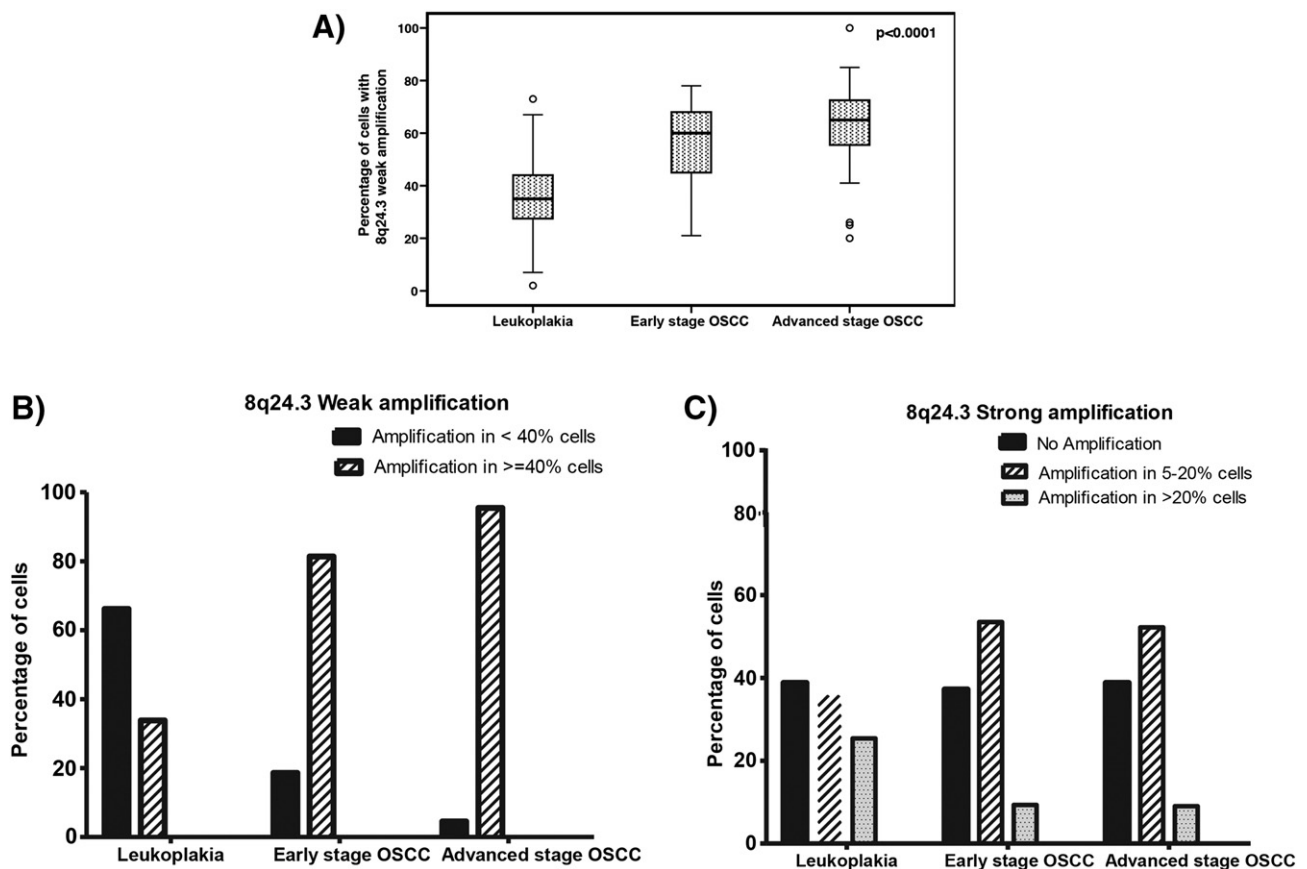 A)
p<0.0001
Percentage of cells with
8q24.3 weak amplification
100
80
60
40
20
0
Leukoplakia
Early stage OSCC
Advanced stage OSCC
B)
8q24.3 Weak amplification
Amplification in < 40% cells
Amplification in >=40% cells
Percentage of cells
100
80
60
40
20
0
Leukoplakia
Early stage OSCC
Advanced stage OSCC
C)
8q24.3 Strong amplification
No Amplification
Amplification in 5-20% cells
Amplification in >20% cells
Percentage of cells
100
80
60
40
20
0
Leukoplakia
Early stage OSCC
Advanced stage OSCC